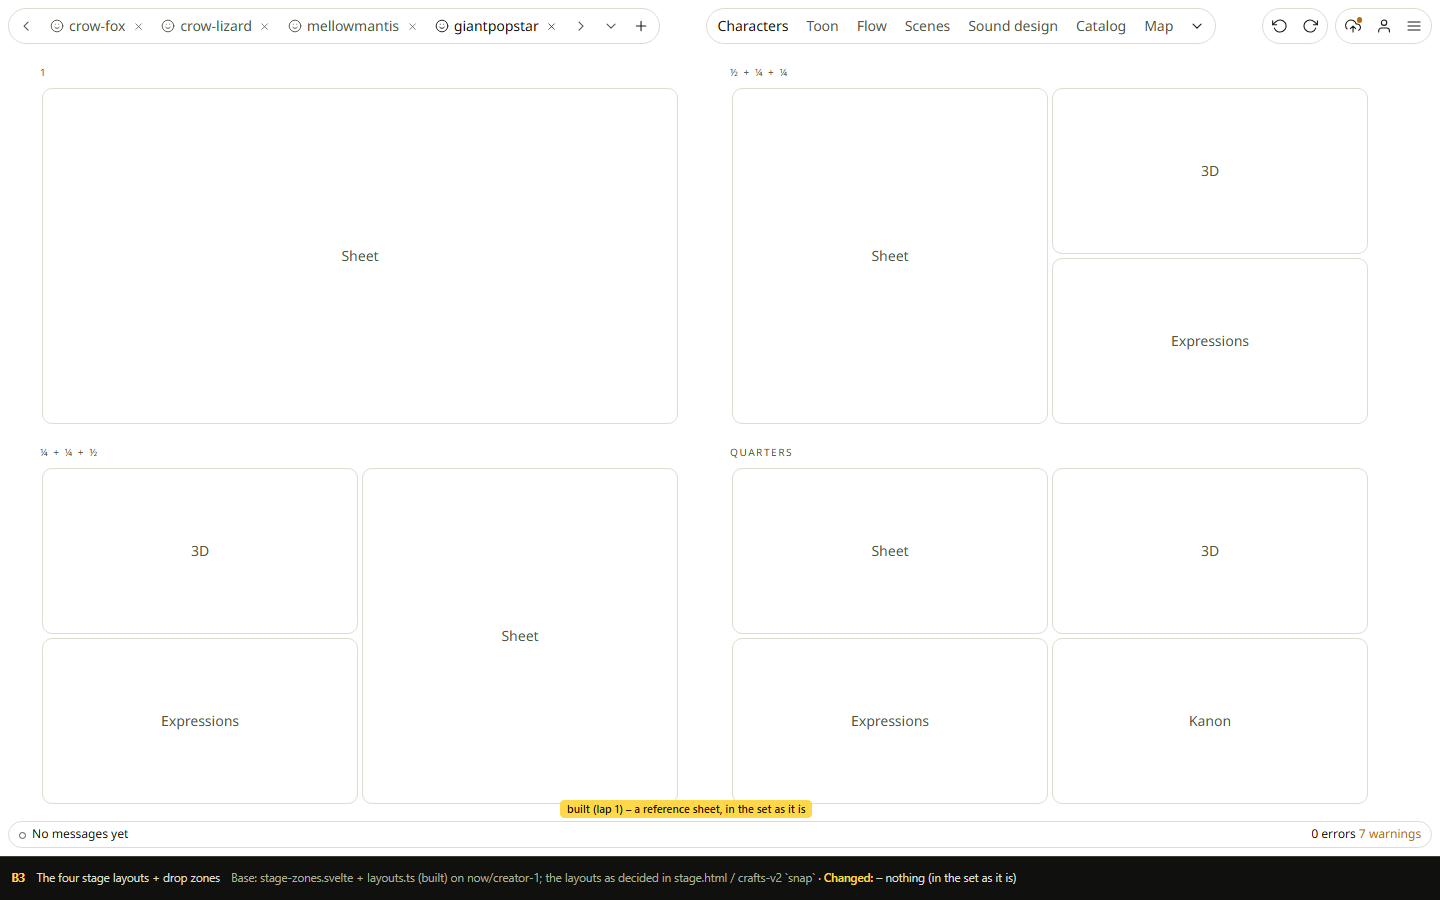 crow-fox crow-lizard mellowmantis giantpopstar Characters Toon Flow Scenes Sound design Catalog Map
1
Sheet
½ + ¼ + ¼
Sheet
3D
Expressions
¼ + ¼ + ½
3D
Expressions
Sheet
QUARTERS
Sheet
3D
Expressions
Kanon
built (lap 1) – a reference sheet, in the set as it is
No messages yet 0 errors 7 warnings
B3 The four stage layouts + drop zones Base: stage-zones.svelte + layouts.ts (built) on now/creator-1; the layouts as decided in stage.html / crafts-v2 `snap` · Changed: – nothing (in the set as it is)